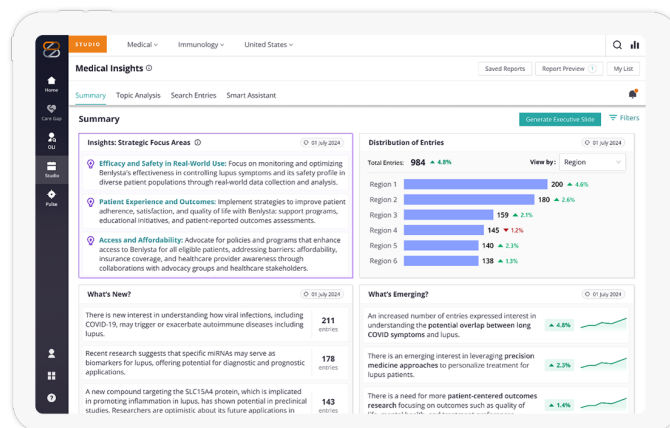 STUDIO Medical Immunology United States
Medical Insights
Saved Reports Report Preview 1 My List
Home
Summary Topic Analysis Search Entries Smart Assistant
Care Gap
Summary
Generate Executive Slide Filters
OLI
Studio
Pulse
Insights: Strategic Focus Areas 01 July 2024
Efficacy and Safety in Real-World Use: Focus on monitoring and optimizing
Benlysta's effectiveness in controlling lupus symptoms and its safety profile in
diverse patient populations through real-world data collection and analysis.
Patient Experience and Outcomes: Implement strategies to improve patient
adherence, satisfaction, and quality of life with Benlysta: support programs,
educational initiatives, and patient-reported outcomes assessments.
Access and Affordability: Advocate for policies and programs that enhance
access to Benlysta for all eligible patients, addressing barriers: affordability,
insurance coverage, and healthcare provider awareness through
collaborations with advocacy groups and healthcare stakeholders.
Distribution of Entries 01 July 2024
Total Entries: 984 4.8% View by: Region
Region 1 200 4.6%
Region 2 180 2.6%
Region 3 159 2.1%
Region 4 145 1.2%
Region 5 140 2.3%
Region 6 138 1.3%
What's New? 01 July 2024
There is new interest in understanding how viral infections, including
COVID-19, may trigger or exacerbate autoimmune diseases including
lupus.
211
entries
Recent research suggests that specific miRNAs may serve as
biomarkers for lupus, offering potential for diagnostic and prognostic
applications.
178
entries
A new compound targeting the SLC15A4 protein, which is implicated
in promoting inflammation in lupus, has shown potential in preclinical
studies. Researchers are optimistic about its future applications in
143
entries
What's Emerging? 01 July 2024
An increased number of entries expressed interest in
understanding the potential overlap between long
COVID symptoms and lupus.
4.8%
There is an emerging interest in leveraging precision
medicine approaches to personalize treatment for
lupus patients.
2.3%
There is a need for more patient-centered outcomes
research focusing on outcomes such as quality of
1.4%